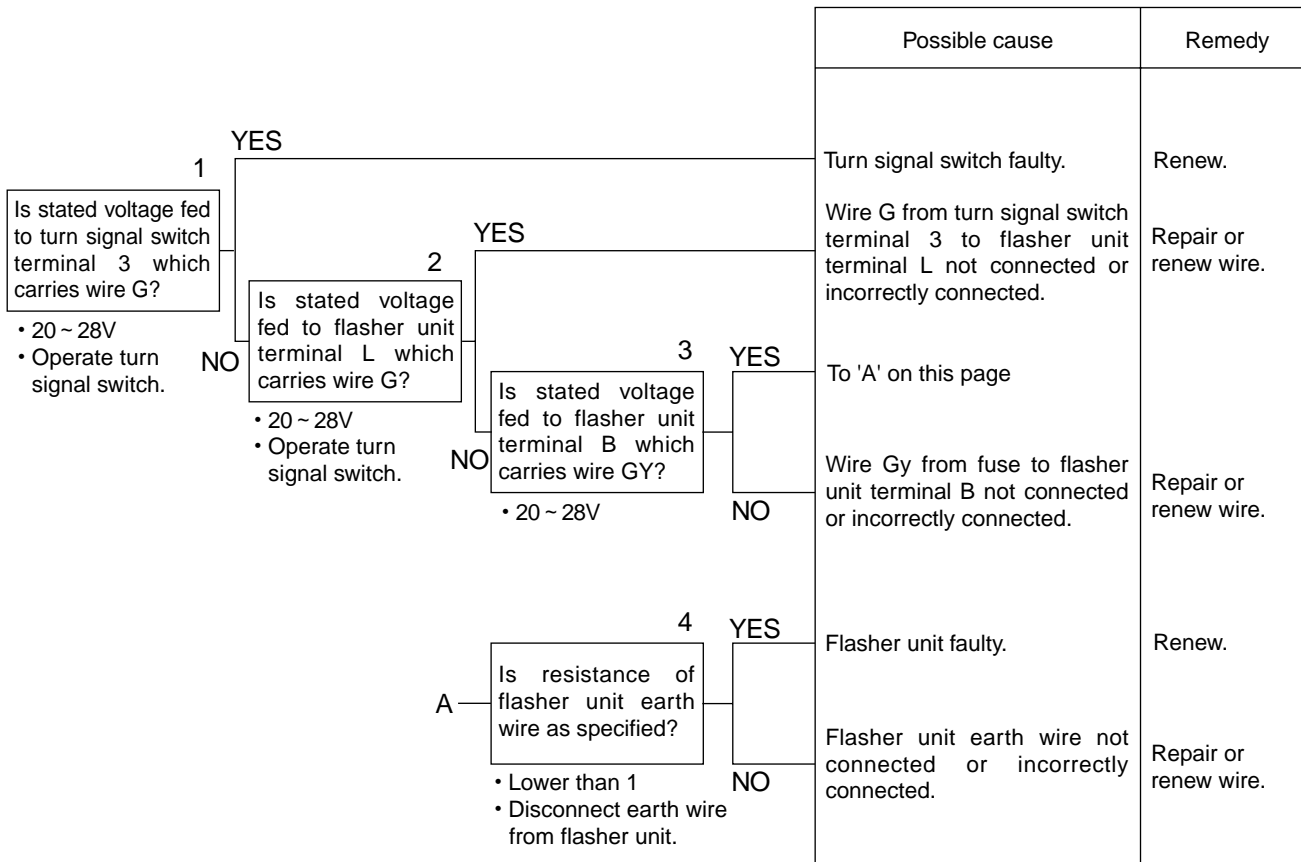 Possible cause
Remedy
YES
1
Turn signal switch faulty.
Renew.
Is stated voltage fed
to turn signal switch
terminal 3 which
carries wire G?
• 20 ~ 28V
• Operate turn
signal switch.
NO
YES
2
Wire G from turn signal switch
terminal 3 to flasher unit
terminal L not connected or
incorrectly connected.
Repair or
renew wire.
Is stated voltage
fed to flasher unit
terminal L which
carries wire G?
• 20 ~ 28V
• Operate turn
signal switch.
NO
3
YES
To 'A' on this page
Is stated voltage
fed to flasher unit
terminal B which
carries wire GY?
• 20 ~ 28V
NO
Wire Gy from fuse to flasher
unit terminal B not connected
or incorrectly connected.
Repair or
renew wire.
4
YES
Flasher unit faulty.
Renew.
A
Is resistance of
flasher unit earth
wire as specified?
• Lower than 1
• Disconnect earth wire
from flasher unit.
NO
Flasher unit earth wire not
connected or incorrectly
connected.
Repair or
renew wire.